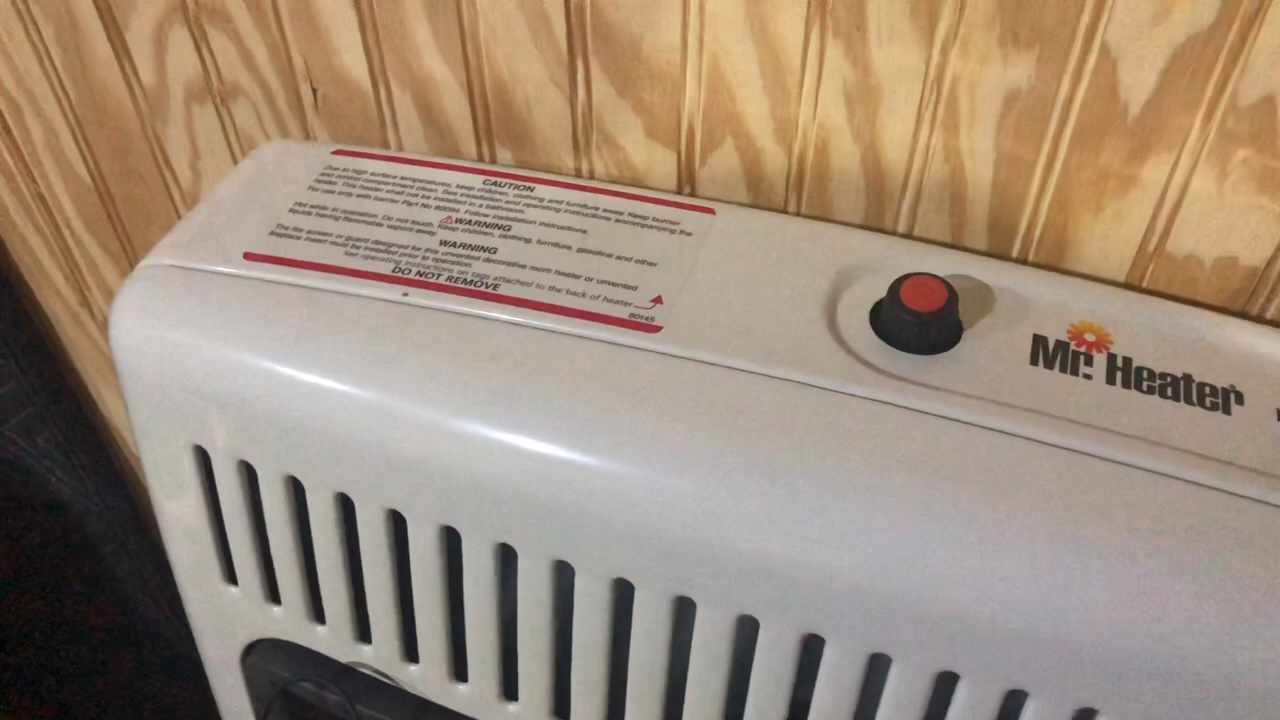 CAUTION
Due to high surface temperatures, keep children, clothing and furniture away. Keep burner
and control compartment clean. See installation and operating instructions accompanying the
heater. This heater shall not be installed in a bathroom.
For use only with barrier Part No 80094. Follow installation instructions.
WARNING
Hot while in operation. Do not touch. Keep children, clothing, furniture, gasoline and other
liquids having flammable vapors away.
WARNING
The fire screen or guard designed for this unvented decorative room heater or unvented
fireplace insert must be installed prior to operation.
See operating instructions on tags attached to the back of heater
DO NOT REMOVE
80145
Mr. Heater